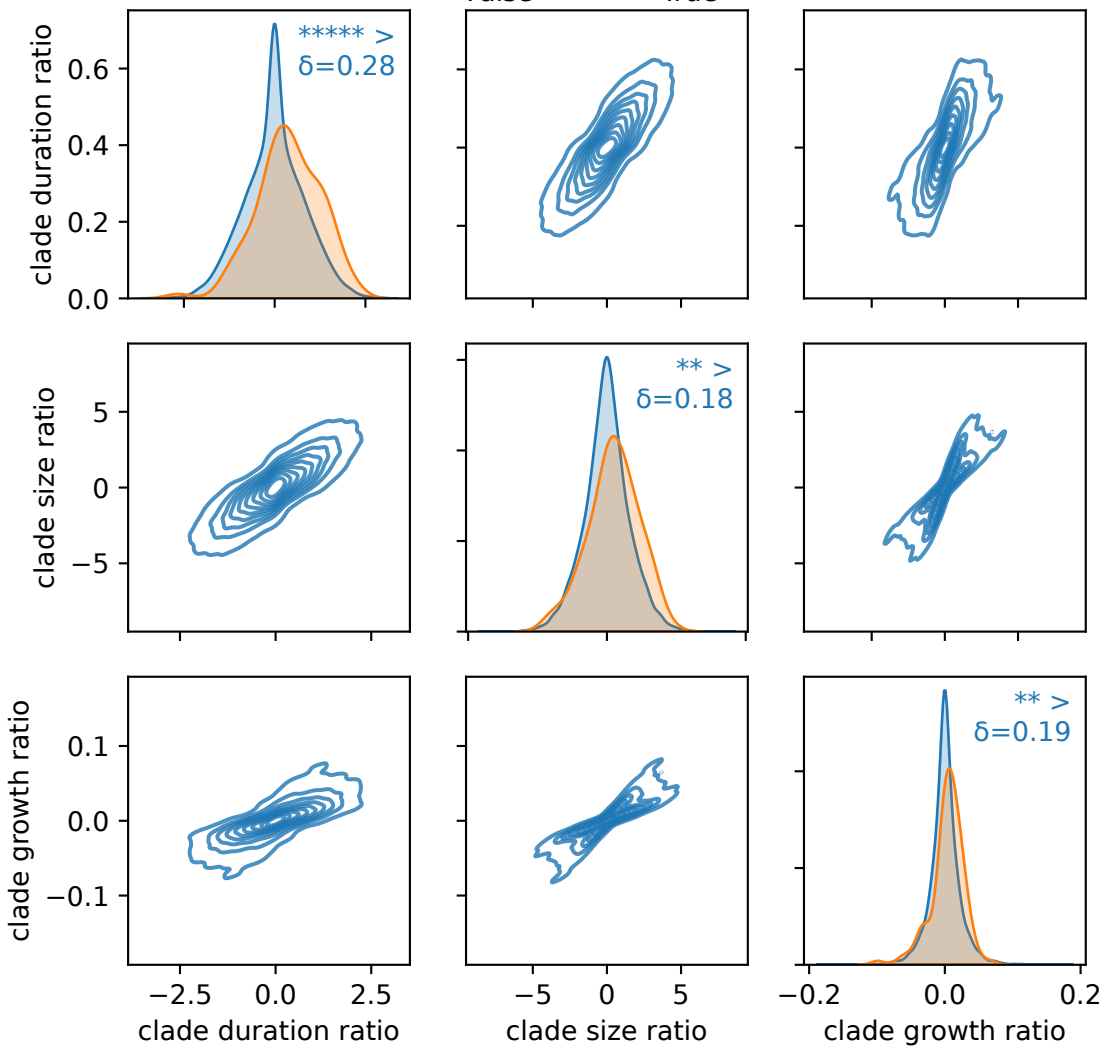 clade duration ratio
0.6
0.4
0.2
0.0
***** >
δ=0.28
clade size ratio
5
0
−5
** >
δ=0.18
clade growth ratio
0.1
0.0
−0.1
** >
δ=0.19
−2.5 0.0 2.5
−5 0 5
−0.2 0.0 0.2
clade duration ratio
clade size ratio
clade growth ratio